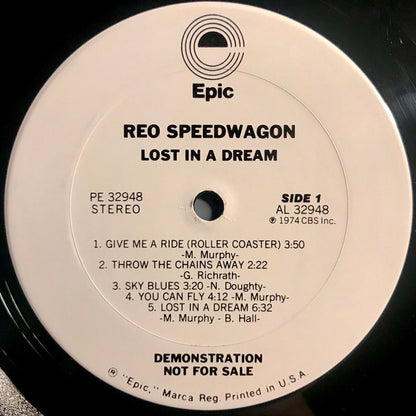 Epic
REO SPEEDWAGON
LOST IN A DREAM
PE 32948
STEREO
SIDE 1
AL 32948
℗ 1974 CBS Inc.
1. GIVE ME A RIDE (ROLLER COASTER) 3:50
-M. Murphy-
2. THROW THE CHAINS AWAY 2:22
-G. Richrath-
3. SKY BLUES 3:20 -N. Doughty-
4. YOU CAN FLY 4:12 -M. Murphy-
5. LOST IN A DREAM 6:32
-M. Murphy - B. Hall-
DEMONSTRATION
NOT FOR SALE
® "Epic," Marca Reg. Printed in U.S.A.